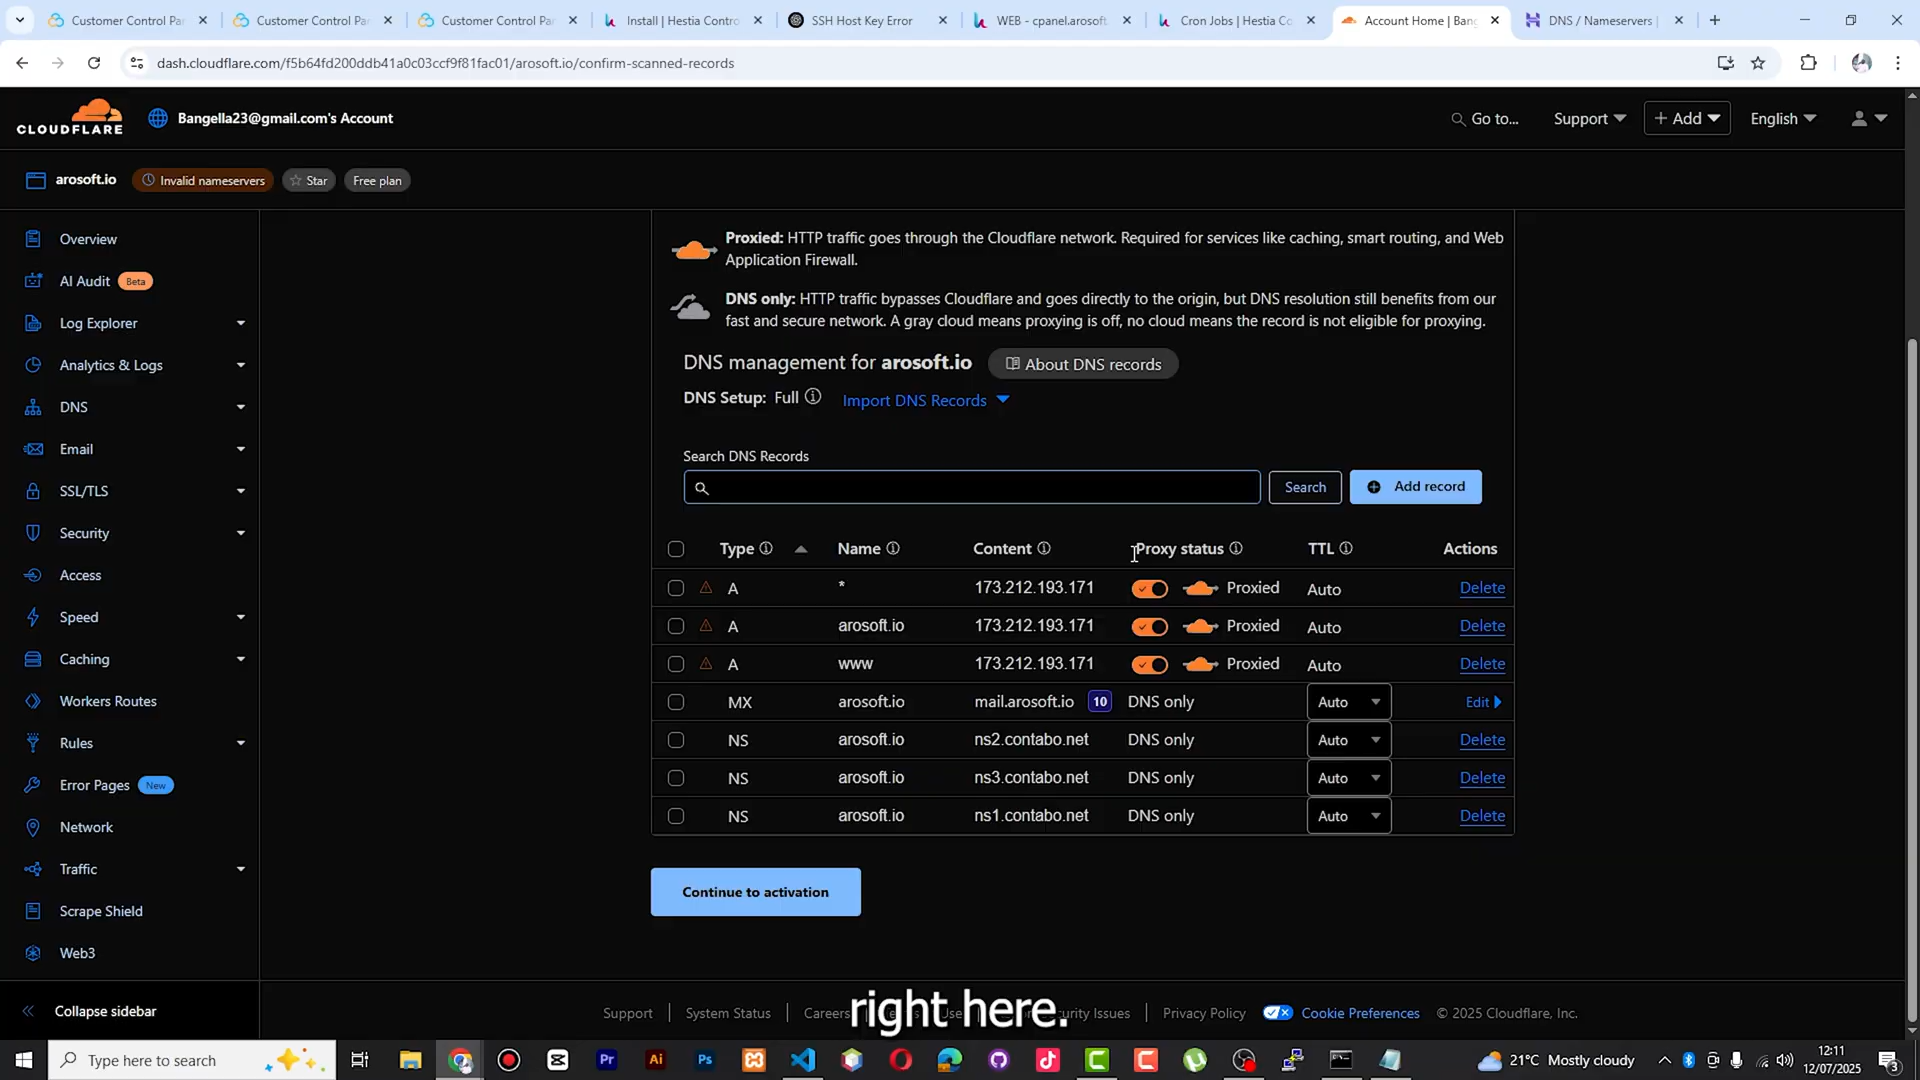 Customer Control Pa
Customer Control Pa
Customer Control Pa
Install | Hestia Contro
SSH Host Key Error
WEB - cpanel.arosoft.
Cron Jobs | Hestia Co
Account Home | Bang
DNS / Nameservers |
dash.cloudflare.com/f5b64fd200ddb41a0c03ccf9f81fac01/arosoft.io/confirm-scanned-records
CLOUDFLARE
Bangella23@gmail.com's Account
Go to...
Support
+ Add
English
arosoft.io
Invalid nameservers
Star
Free plan
Overview
AI Audit Beta
Log Explorer
Analytics & Logs
DNS
Email
SSL/TLS
Security
Access
Speed
Caching
Workers Routes
Rules
Error Pages New
Network
Traffic
Scrape Shield
Web3
Collapse sidebar
Proxied: HTTP traffic goes through the Cloudflare network. Required for services like caching, smart routing, and Web
Application Firewall.
DNS only: HTTP traffic bypasses Cloudflare and goes directly to the origin, but DNS resolution still benefits from our
fast and secure network. A gray cloud means proxying is off, no cloud means the record is not eligible for proxying.
DNS management for arosoft.io About DNS records
DNS Setup: Full Import DNS Records
Search DNS Records
Search Add record
Type Name Content Proxy status TTL Actions
A * 173.212.193.171 Proxied Auto Delete
A arosoft.io 173.212.193.171 Proxied Auto Delete
A www 173.212.193.171 Proxied Auto Delete
MX arosoft.io mail.arosoft.io 10 DNS only Auto Edit
NS arosoft.io ns2.contabo.net DNS only Auto Delete
NS arosoft.io ns3.contabo.net DNS only Auto Delete
NS arosoft.io ns1.contabo.net DNS only Auto Delete
Continue to activation
Support System Status Careers Issues Privacy Policy Cookie Preferences © 2025 Cloudflare, Inc.
right here.
Type here to search
21°C Mostly cloudy
12:11
12/07/2025
3